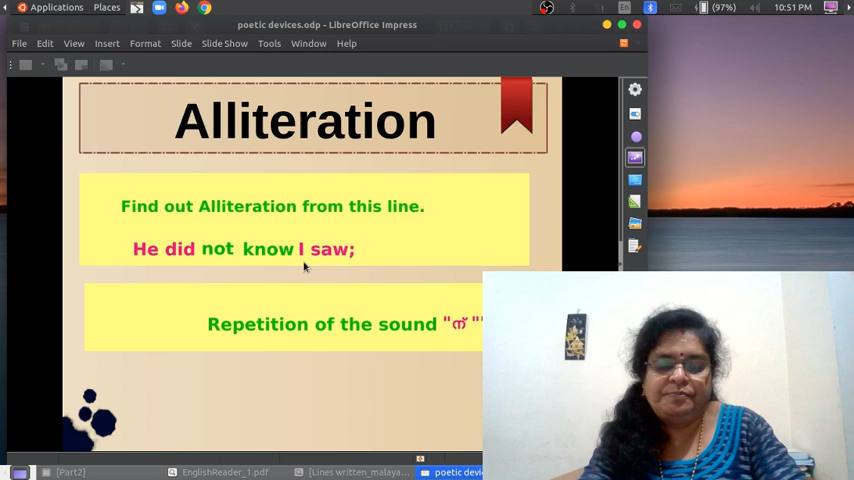 Applications Places En (97%) 10:51 PM
poetic devices.odp - LibreOffice Impress
File Edit View Insert Format Slide Slide Show Tools Window Help
Alliteration
Find out Alliteration from this line.
He did not know I saw;
Repetition of the sound "ന് "
[Part2] EnglishReader_1.pdf [Lines written_malaya... poetic devi